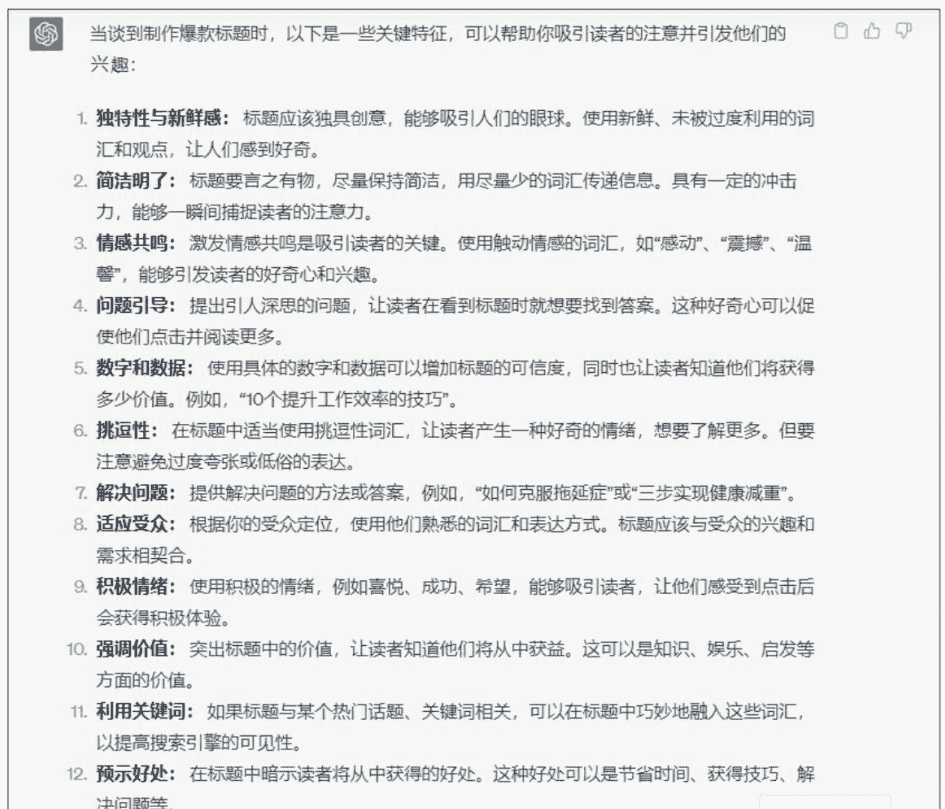 当谈到制作爆款标题时，以下是一些关键特征，可以帮助你吸引读者的注意并引发他们的
兴趣：
1. 独特性与新鲜感： 标题应该独具创意，能够吸引人们的眼球。使用新鲜、未被过度利用的词
汇和观点，让人们感到好奇。
2. 简洁明了： 标题要言之有物，尽量保持简洁，用尽量少的词汇传递信息。具有一定的冲击
力，能够一瞬间捕捉读者的注意力。
3. 情感共鸣： 激发情感共鸣是吸引读者的关键。使用触动情感的词汇，如“感动”、“震撼”、“温
馨”，能够引发读者的好奇心和兴趣。
4. 问题引导： 提出引人深思的问题，让读者在看到标题时就想要找到答案。这种好奇心可以促
使他们点击并阅读更多。
5. 数字和数据： 使用具体的数字和数据可以增加标题的可信度，同时也让读者知道他们将获得
多少价值。例如，“10个提升工作效率的技巧”。
6. 挑逗性： 在标题中适当使用挑逗性词汇，让读者产生一种好奇的情绪，想要了解更多。但要
注意避免过度夸张或低俗的表达。
7. 解决问题： 提供解决问题的方法或答案，例如，“如何克服拖延症”或“三步实现健康减重”。
8. 适应受众： 根据你的受众定位，使用他们熟悉的词汇和表达方式。标题应该与受众的兴趣和
需求相契合。
9. 积极情绪： 使用积极的情绪，例如喜悦、成功、希望，能够吸引读者，让他们感受到点击后
会获得积极体验。
10. 强调价值： 突出标题中的价值，让读者知道他们将从中获益。这可以是知识、娱乐、启发等
方面的价值。
11. 利用关键词： 如果标题与某个热门话题、关键词相关，可以在标题中巧妙地融入这些词汇，
以提高搜索引擎的可见性。
12. 预示好处： 在标题中暗示读者将从中获得的好处。这种好处可以是节省时间、获得技巧、解
决问题等。